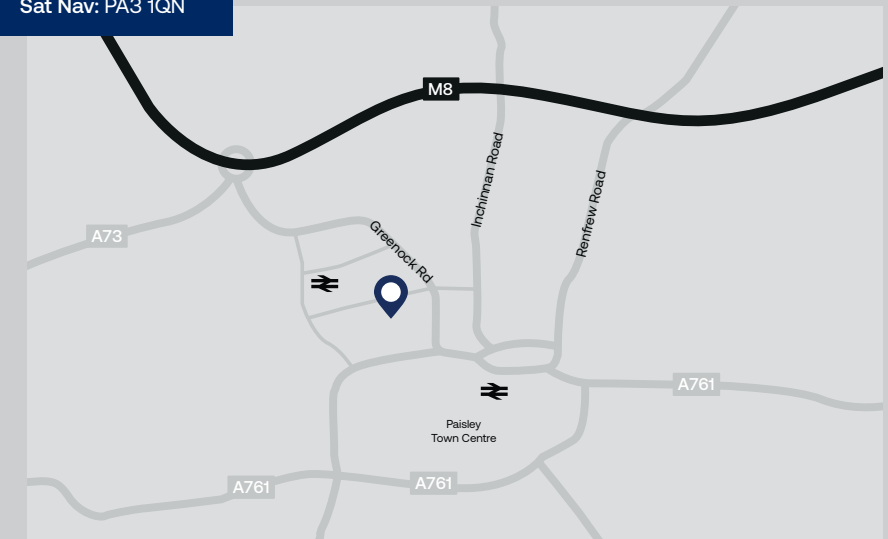 Sat Nav: PA3 1QN
M8
Inchinnan Road
Renfrew Road
Greenock Rd
A73
A761
Paisley
Town Centre
A761
A761